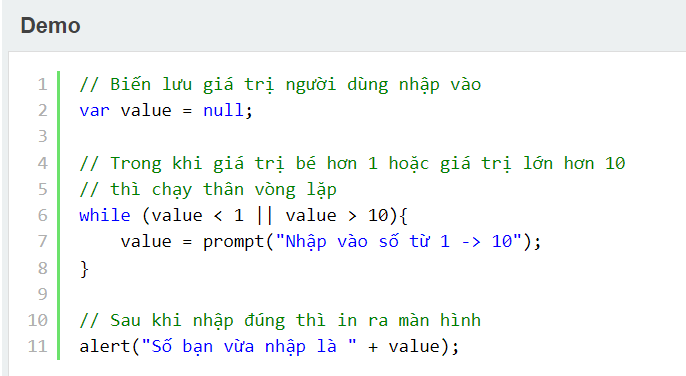 Demo
1 // Biến lưu giá trị người dùng nhập vào
2 var value = null;
3
4 // Trong khi giá trị bé hơn 1 hoặc giá trị lớn hơn 10
5 // thì chạy thân vòng lặp
6 while (value < 1 || value > 10){
7     value = prompt("Nhập vào số từ 1 -> 10");
8 }
9
10 // Sau khi nhập đúng thì in ra màn hình
11 alert("Số bạn vừa nhập là " + value);